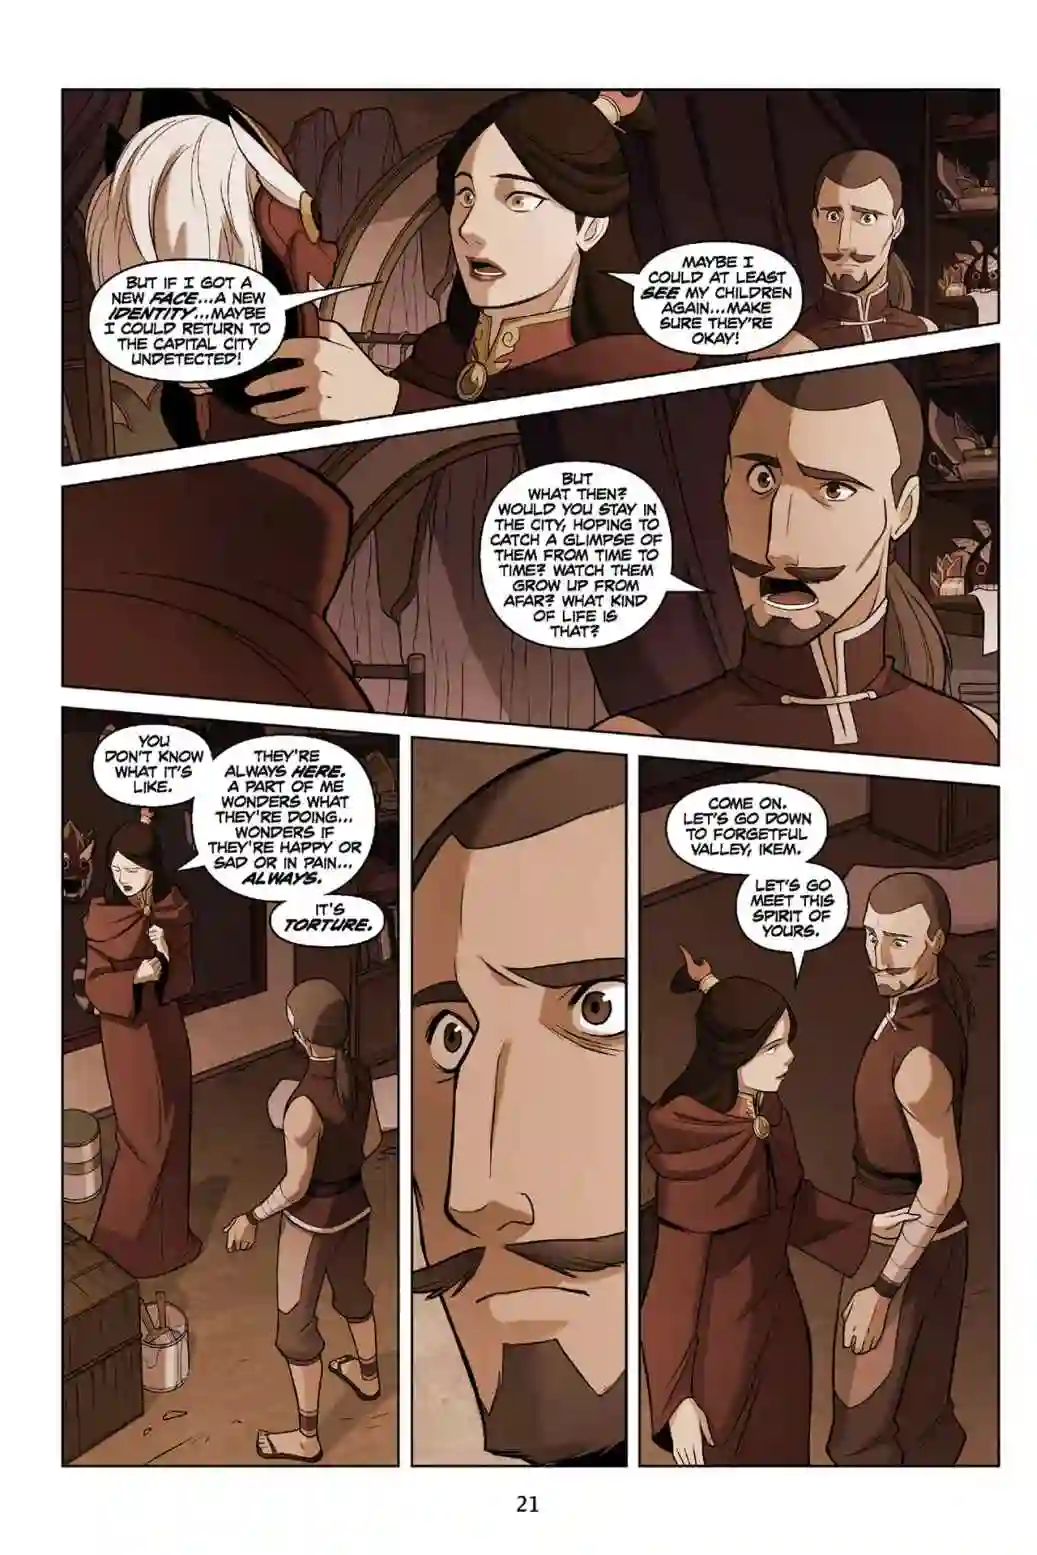 BUT IF I GOT A
NEW FACE...A NEW
IDENTITY...MAYBE
I COULD RETURN TO
THE CAPITAL CITY
UNDETECTED!
MAYBE I
COULD AT LEAST
SEE MY CHILDREN
AGAIN...MAKE
SURE THEY'RE
OKAY!
BUT
WHAT THEN?
WOULD YOU STAY IN
THE CITY, HOPING TO
CATCH A GLIMPSE OF
THEM FROM TIME TO
TIME? WATCH THEM
GROW UP FROM
AFAR? WHAT KIND
OF LIFE IS
THAT?
YOU
DON'T KNOW
WHAT IT'S
LIKE.
THEY'RE
ALWAYS HERE.
A PART OF ME
WONDERS WHAT
THEY'RE DOING...
WONDERS IF
THEY'RE HAPPY OR
SAD OR IN PAIN...
ALWAYS.
IT'S
TORTURE.
COME ON.
LET'S GO DOWN
TO FORGETFUL
VALLEY, IKEM.
LET'S GO
MEET THIS
SPIRIT OF
YOURS.
21